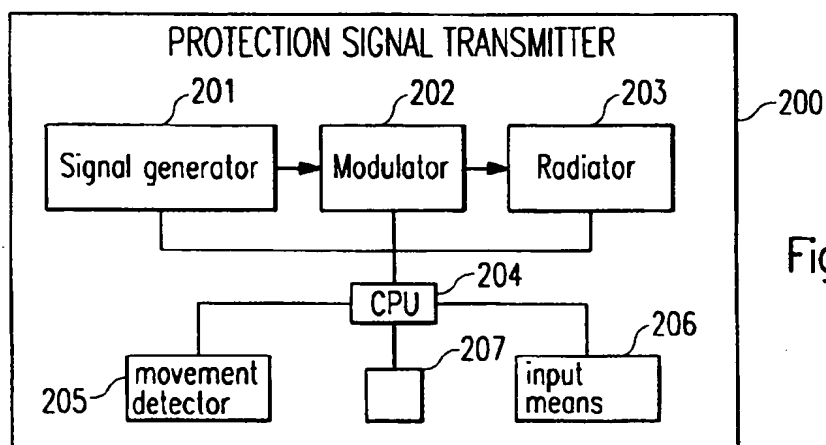 PROTECTION SIGNAL TRANSMITTER
201
202
203
200
Signal generator
Modulator
Radiator
204
CPU
207
206
205
movement
detector
input
means
Fig